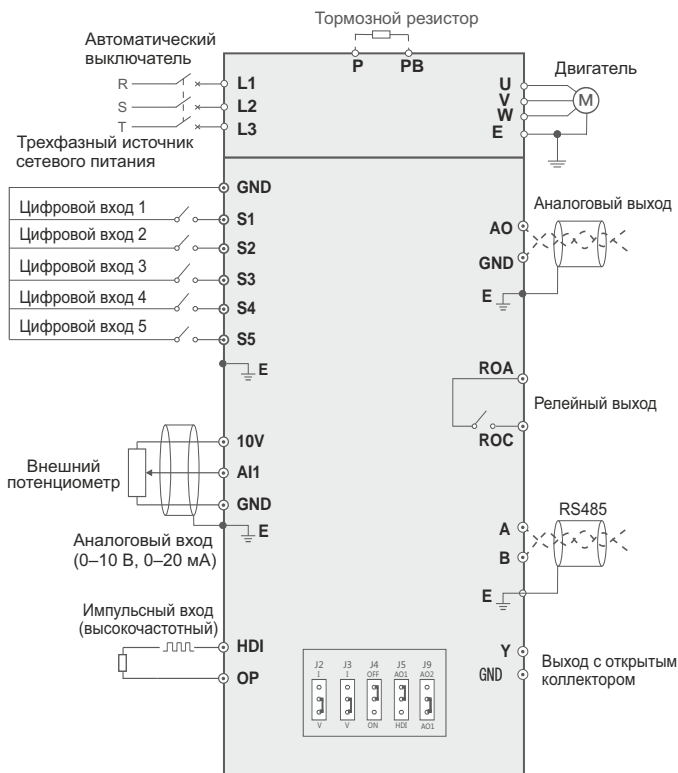 Тормозной резистор
P PB
Автоматический
выключатель
R L1
S L2
T L3
Трехфазный источник
сетевого питания
U
V
W
E
Двигатель
M
GND
Цифровой вход 1 S1
Цифровой вход 2 S2
Цифровой вход 3 S3
Цифровой вход 4 S4
Цифровой вход 5 S5
E
Аналоговый выход
AO
GND
E
ROA
Релейный выход
ROC
10V
Внешний
потенциометр
AI1
GND
E
Аналоговый вход
(0–10 В, 0–20 мА)
RS485
A
B
E
Импульсный вход
(высокочастотный)
HDI
OP
J2 J3 J4 J5 J9
I I OFF AO1 AO2
V V ON HDI AO1
Y
GND
Выход с открытым
коллектором